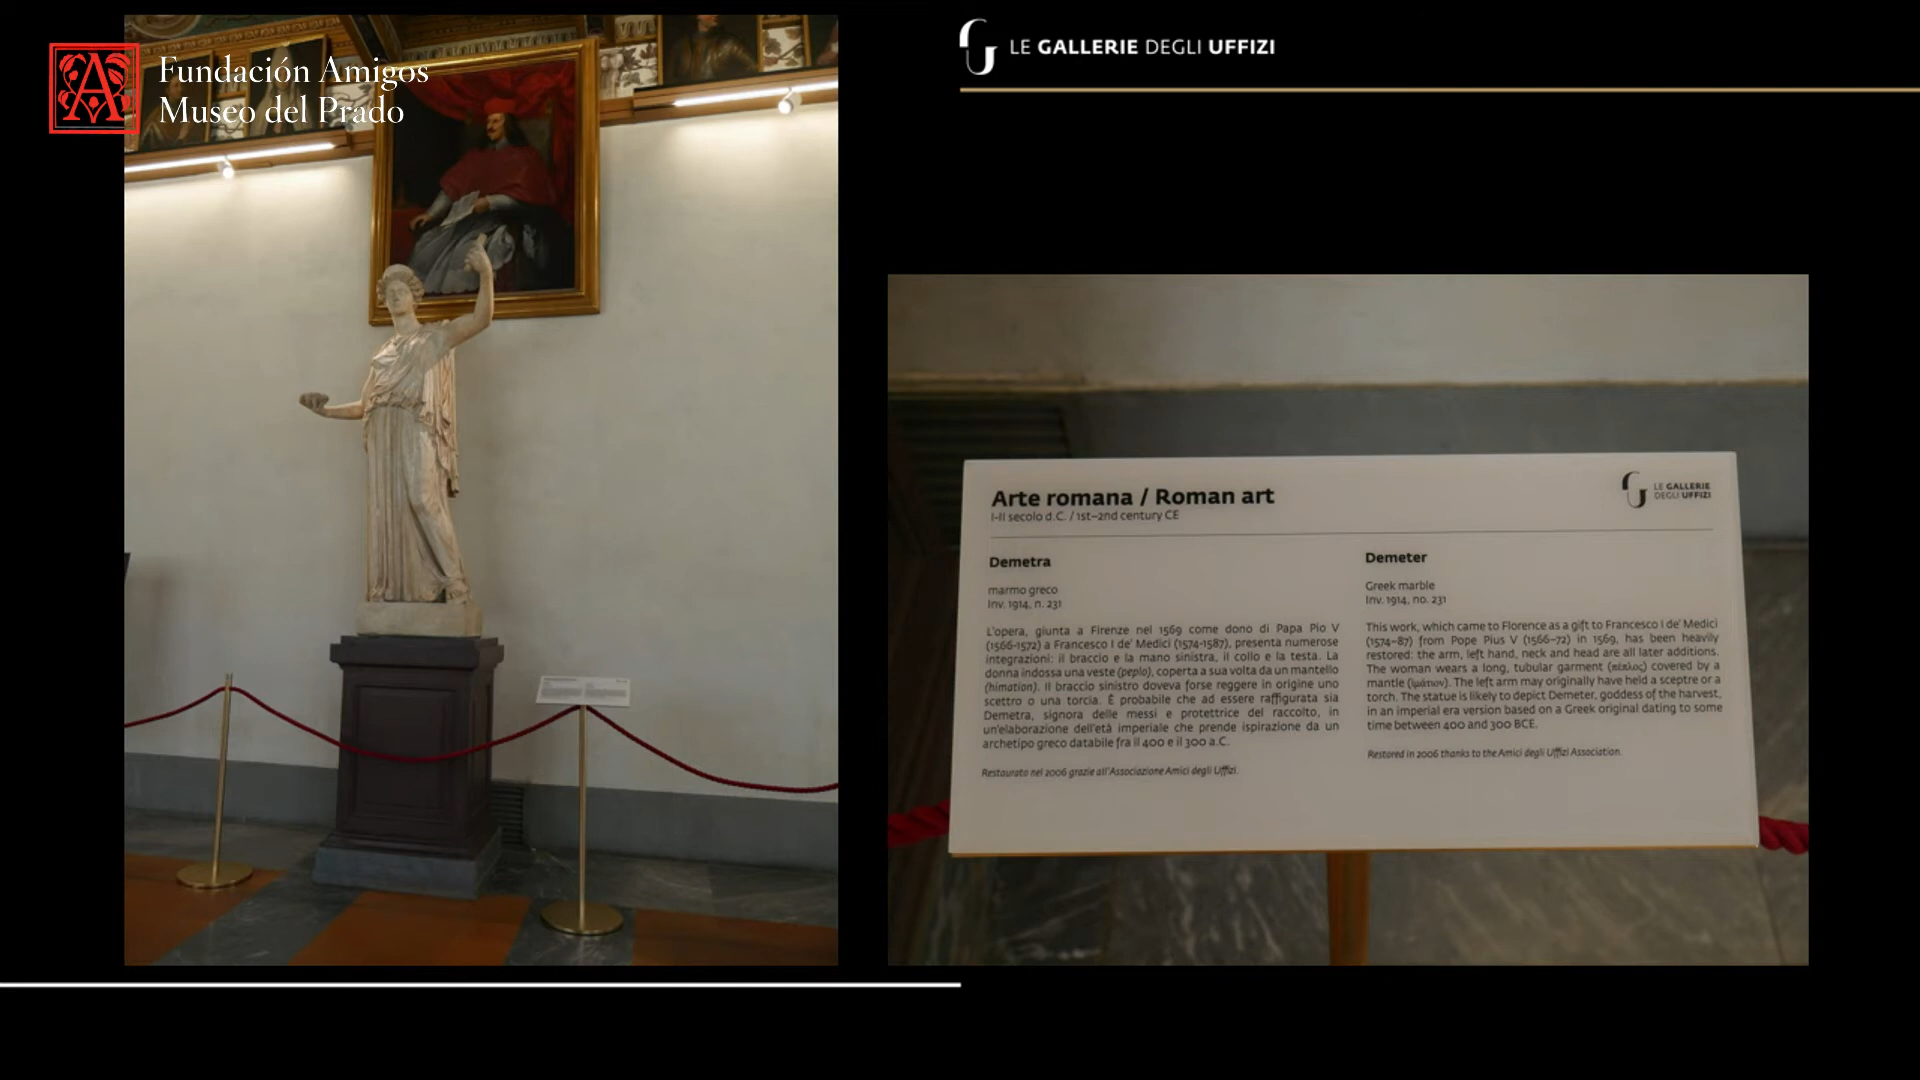 Fundación Amigos
Museo del Prado
LE GALLERIE DEGLI UFFIZI
Arte romana / Roman art
I-II secolo d.C. / 1st–2nd century CE
LE GALLERIE
DEGLI UFFIZI
Demetra
marmo greco
Inv. 1914, n. 231
L'opera, giunta a Firenze nel 1569 come dono di Papa Pio V
(1566-1572) a Francesco I de' Medici (1574-1587), presenta numerose
integrazioni: il braccio e la mano sinistra, il collo e la testa. La
donna indossa una veste (peplo), coperta a sua volta da un mantello
(himation). Il braccio sinistro doveva forse reggere in origine uno
scettro o una torcia. È probabile che ad essere raffigurata sia
Demetra, signora delle messi e protettrice del raccolto, in
un'elaborazione dell'età imperiale che prende ispirazione da un
archetipo greco databile fra il 400 e il 300 a.C.
Restaurato nel 2006 grazie all'Associazione Amici degli Uffizi.
Demeter
Greek marble
Inv. 1914, no. 231
This work, which came to Florence as a gift to Francesco I de' Medici
(1574–87) from Pope Pius V (1566–72) in 1569, has been heavily
restored: the arm, left hand, neck and head are all later additions.
The woman wears a long, tubular garment (πέπλος) covered by a
mantle (ἱμάτιον). The left arm may originally have held a sceptre or a
torch. The statue is likely to depict Demeter, goddess of the harvest,
in an imperial era version based on a Greek original dating to some
time between 400 and 300 BCE.
Restored in 2006 thanks to the Amici degli Uffizi Association.